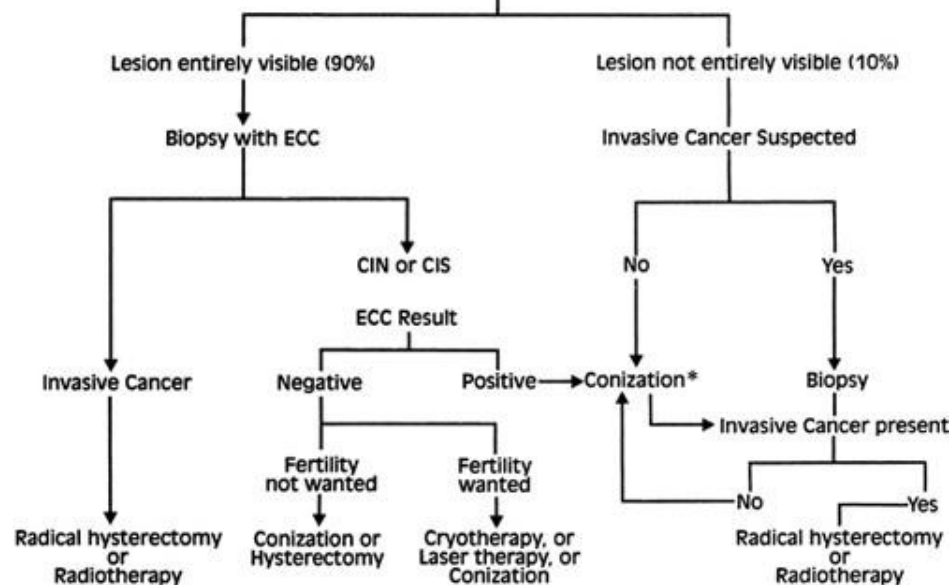 Lesion entirely visible (90%)
Lesion not entirely visible (10%)
Biopsy with ECC
Invasive Cancer Suspected
CIN or CIS
No
Yes
ECC Result
Invasive Cancer
Negative
Positive
Conization*
Biopsy
Invasive Cancer present
Fertility
not wanted
Fertility
wanted
No
Yes
Radical hysterectomy
or
Radiotherapy
Conization or
Hysterectomy
Cryotherapy, or
Laser therapy, or
Conization
Radical hysterectomy
or
Radiotherapy